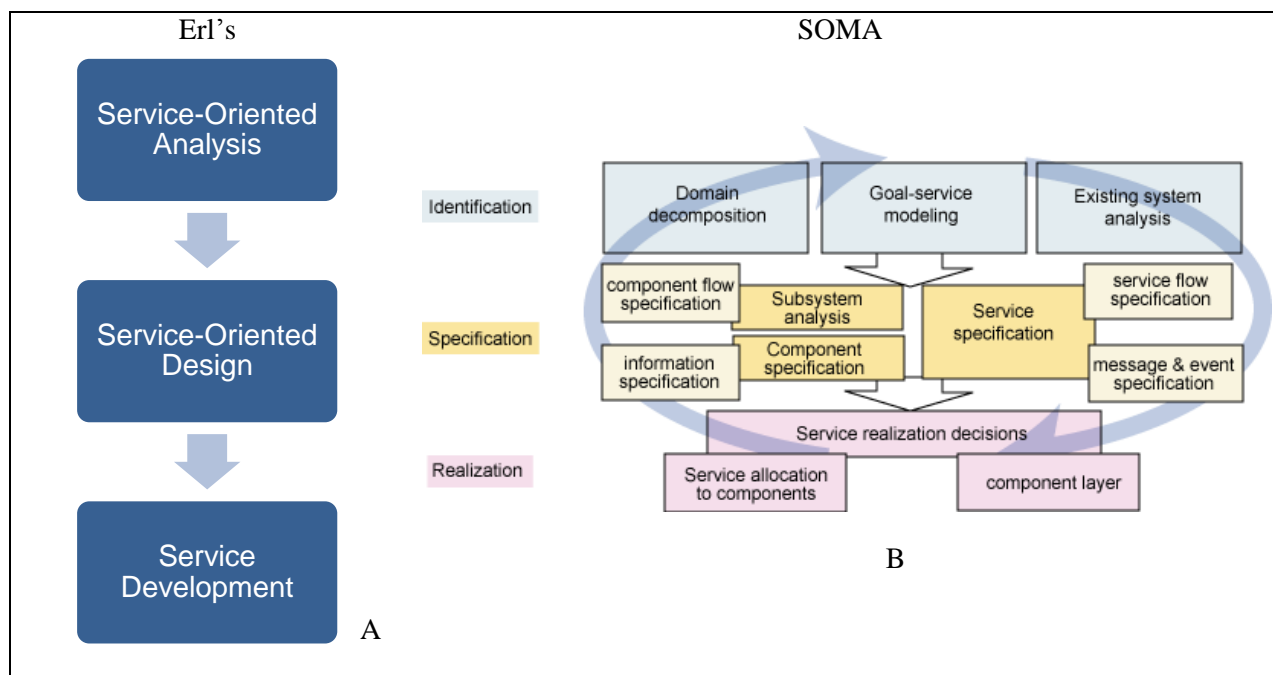 Erl's
Service-Oriented
Analysis
Service-Oriented
Design
Service
Development
A
SOMA
Identification
Domain
decomposition
Goal-service
modeling
Existing system
analysis
Specification
component flow
specification
Subsystem
analysis
Service
specification
service flow
specification
information
specification
Component
specification
message & event
specification
Realization
Service realization decisions
Service allocation
to components
component layer
B